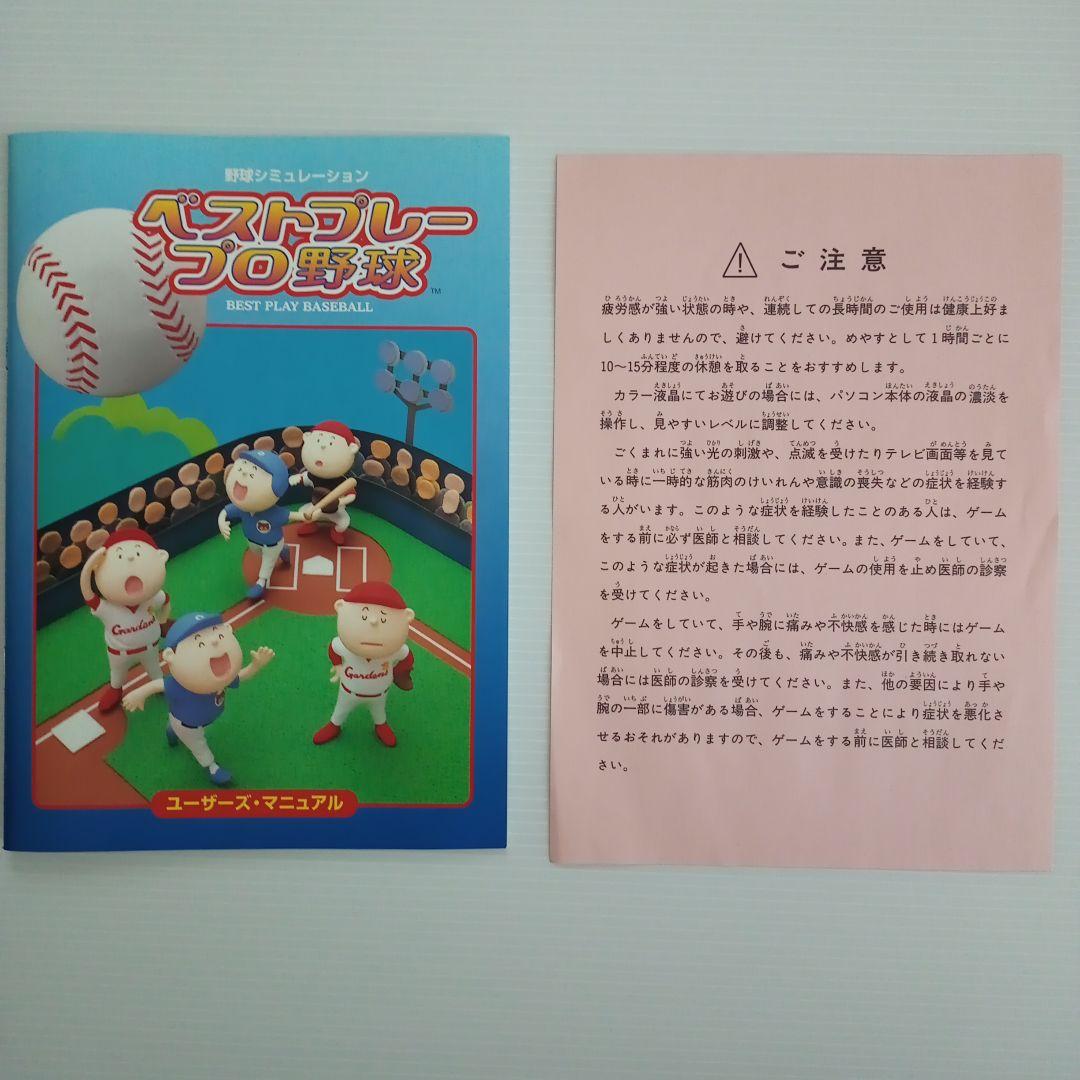 野球シミュレーション
ベストプレー
プロ野球™
BEST PLAY BASEBALL
Gardens
Gardens
ユーザーズ・マニュアル
⚠ ご注意
疲労感が強い状態の時や、連続しての長時間のご使用は健康上好ま
しくありませんので、避けてください。めやすとして1時間ごとに
10〜15分程度の休憩を取ることをおすすめします。
カラー液晶にてお遊びの場合には、パソコン本体の液晶の濃淡を
操作し、見やすいレベルに調整してください。
ごくまれに強い光の刺激や、点滅を受けたりテレビ画面等を見て
いる時に一時的な筋肉のけいれんや意識の喪失などの症状を経験す
る人がいます。このような症状を経験したことのある人は、ゲーム
をする前に必ず医師と相談してください。また、ゲームをしていて、
このような症状が起きた場合には、ゲームの使用を止め医師の診察
を受けてください。
ゲームをしていて、手や腕に痛みや不快感を感じた時にはゲーム
を中止してください。その後も、痛みや不快感が引き続き取れない
場合には医師の診察を受けてください。また、他の要因により手や
腕の一部に傷害がある場合、ゲームをすることにより症状を悪化さ
せるおそれがありますので、ゲームをする前に医師と相談してくだ
さい。